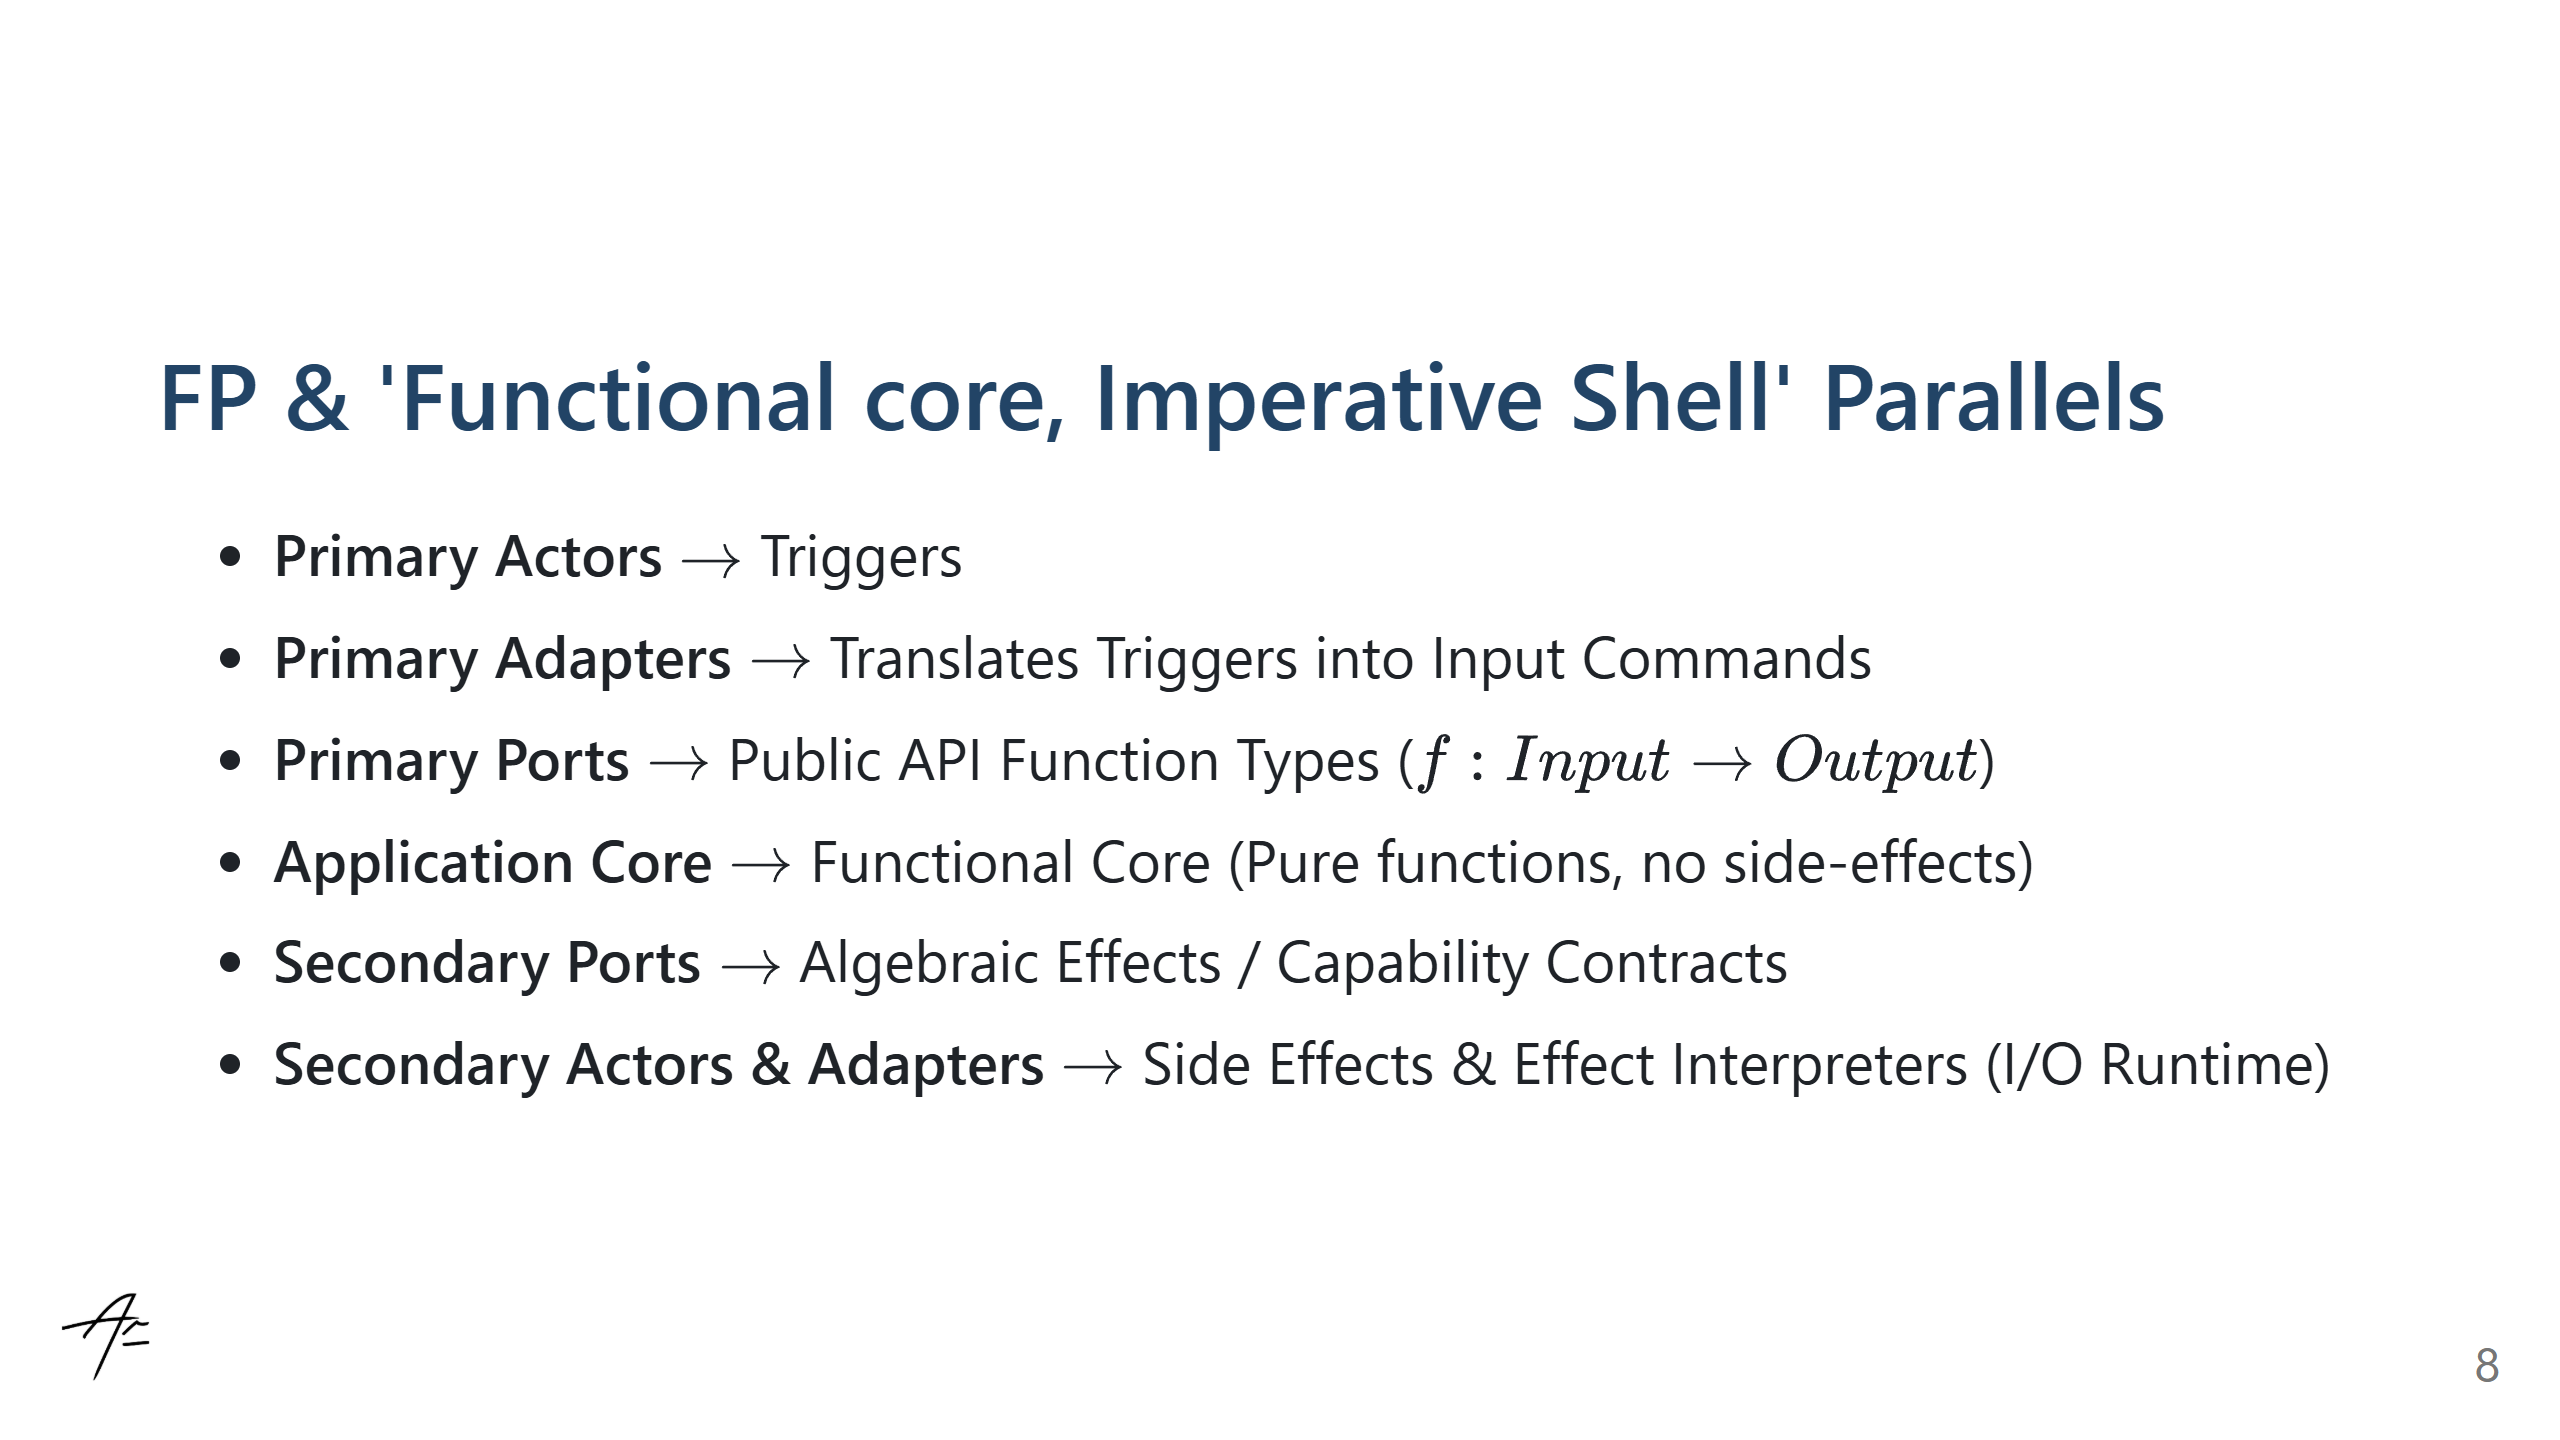 FP & 'Functional core, Imperative Shell' Parallels
• Primary Actors → Triggers
• Primary Adapters → Translates Triggers into Input Commands
• Primary Ports → Public API Function Types (f : Input → Output)
• Application Core → Functional Core (Pure functions, no side-effects)
• Secondary Ports → Algebraic Effects / Capability Contracts
• Secondary Actors & Adapters → Side Effects & Effect Interpreters (I/O Runtime)
8